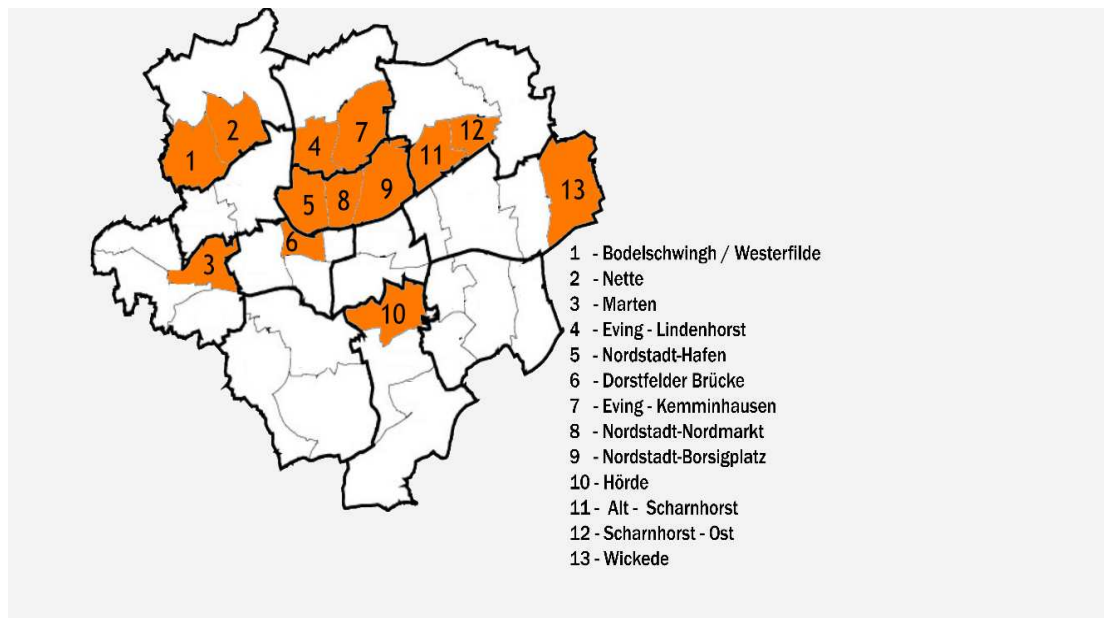 1
2
4
7
11
12
5
8
9
13
6
3
10
1 - Bodelschwingh / Westerfilde
2 - Nette
3 - Marten
4 - Eving - Lindenhorst
5 - Nordstadt-Hafen
6 - Dorstfelder Brücke
7 - Eving - Kemminhausen
8 - Nordstadt-Nordmarkt
9 - Nordstadt-Borsigplatz
10 - Hörde
11 - Alt - Scharnhorst
12 - Scharnhorst - Ost
13 - Wickede